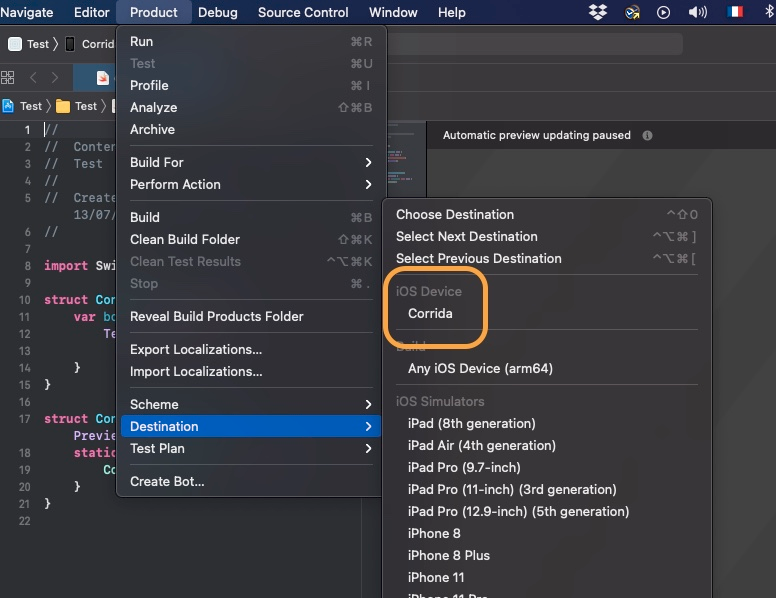 Navigate Editor Product Debug Source Control Window Help
Test Corrid
Run ⌘R
Test ⌘U
Profile ⌘I
Analyze ⇧⌘B
Archive
Build For
Perform Action
Build ⌘B
Clean Build Folder ⇧⌘K
Clean Test Results ^⌥⌘K
Stop ⌘.
Reveal Build Products Folder
Export Localizations...
Import Localizations...
Scheme
Destination
Test Plan
Create Bot...
Test Test
1 //
2 // Conten
3 // Test
4 //
5 // Create
13/07/
6 //
7
8 import Swi
9
10 struct Con
11 var bo
12 Te
13
14 }
15 }
16
17 struct Con
Previe
18 static
19 Co
20 }
21 }
22
Automatic preview updating paused
Choose Destination ^⇧0
Select Next Destination ^⌥⌘]
Select Previous Destination ^⌥⌘[
iOS Device
Corrida
Build
Any iOS Device (arm64)
iOS Simulators
iPad (8th generation)
iPad Air (4th generation)
iPad Pro (9.7-inch)
iPad Pro (11-inch) (3rd generation)
iPad Pro (12.9-inch) (5th generation)
iPhone 8
iPhone 8 Plus
iPhone 11
iPhone 11 Pro